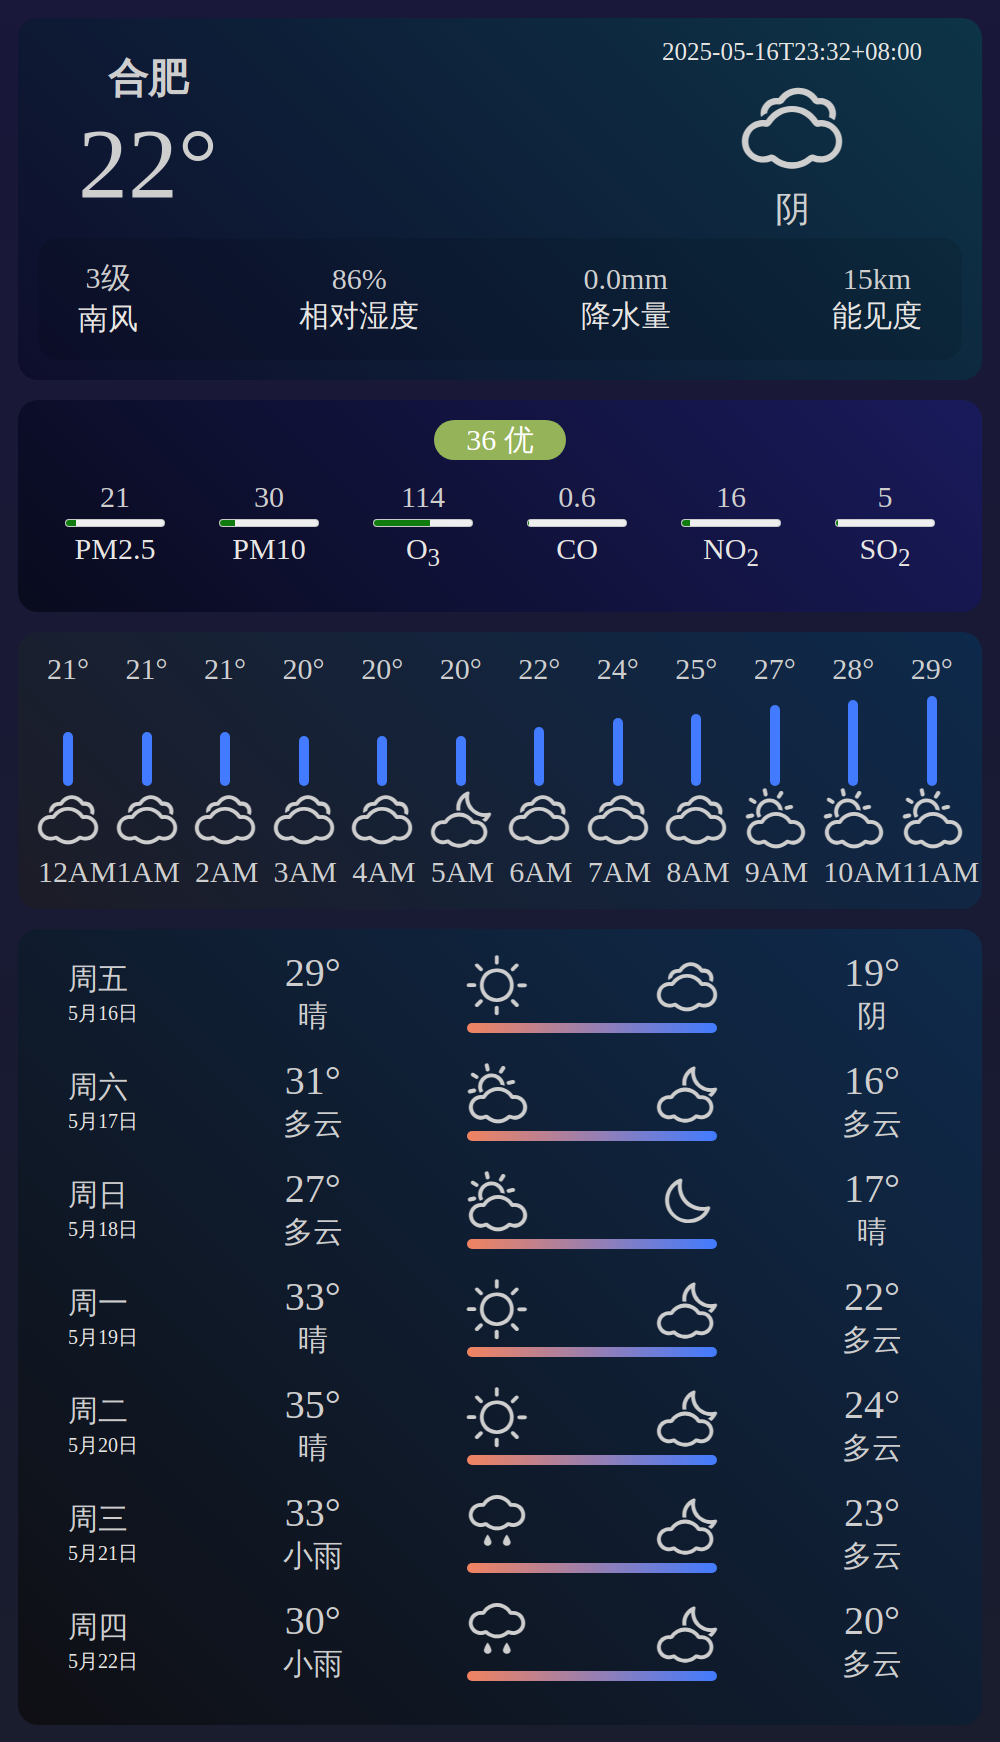 合肥
22°
2025-05-16T23:32+08:00
阴
3级 86% 0.0mm 15km
南风 相对湿度 降水量 能见度
36 优
21 30 114 0.6 16 5
PM2.5 PM10 O3 CO NO2 SO2
21° 21° 21° 20° 20° 20° 22° 24° 25° 27° 28° 29°
12AM 1AM 2AM 3AM 4AM 5AM 6AM 7AM 8AM 9AM 10AM 11AM
周五 29° 19°
5月16日 晴 阴
周六 31° 16°
5月17日 多云 多云
周日 27° 17°
5月18日 多云 晴
周一 33° 22°
5月19日 晴 多云
周二 35° 24°
5月20日 晴 多云
周三 33° 23°
5月21日 小雨 多云
周四 30° 20°
5月22日 小雨 多云